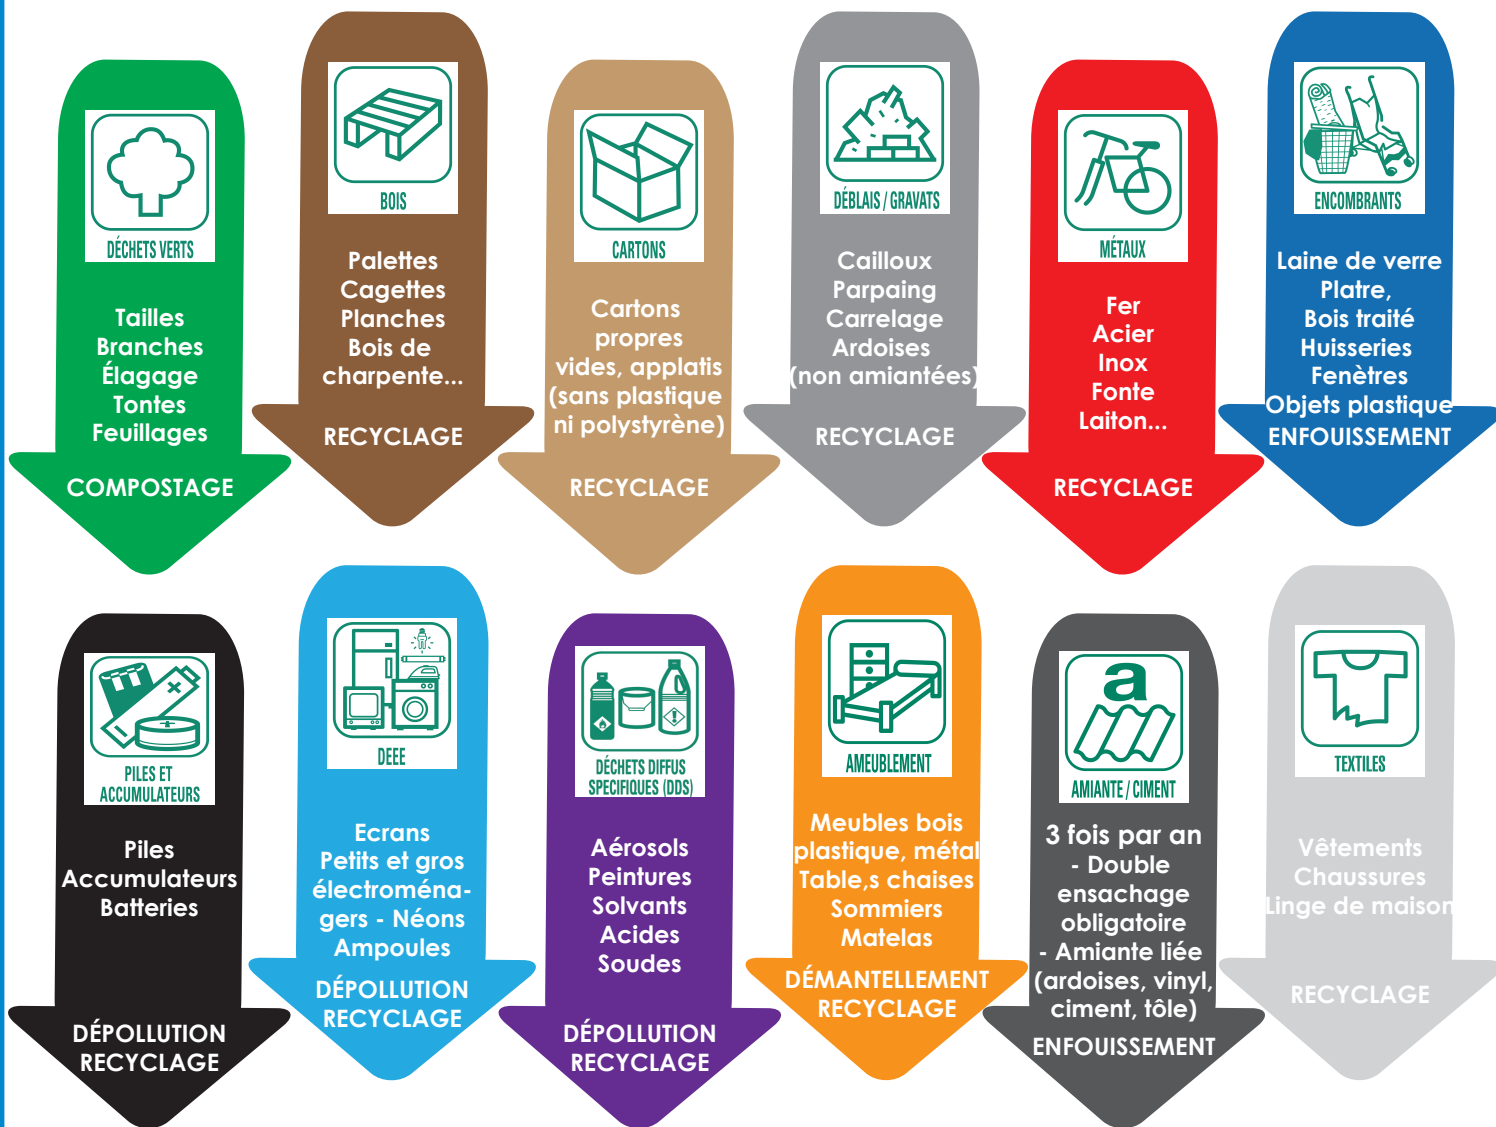 DÉCHETS VERTS
Tailles
Branches
Élagage
Tontes
Feuillages
COMPOSTAGE
BOIS
Palettes
Cagettes
Planches
Bois de
charpente...
RECYCLAGE
CARTONS
Cartons
propres
vides, applatis
(sans plastique
ni polystyrène)
RECYCLAGE
DÉBLAIS / GRAVATS
Cailloux
Parpaing
Carrelage
Ardoises
(non amiantées)
RECYCLAGE
MÉTAUX
Fer
Acier
Inox
Fonte
Laiton...
RECYCLAGE
ENCOMBRANTS
Laine de verre
Platre,
Bois traité
Huisseries
Fenètres
Objets plastique
ENFOUISSEMENT
PILES ET
ACCUMULATEURS
Piles
Accumulateurs
Batteries
DÉPOLLUTION
RECYCLAGE
DEEE
Ecrans
Petits et gros
électroména-
gers - Néons
Ampoules
DÉPOLLUTION
RECYCLAGE
DÉCHETS DIFFUS
SPECIFIQUES (DDS)
Aérosols
Peintures
Solvants
Acides
Soudes
DÉPOLLUTION
RECYCLAGE
AMEUBLEMENT
Meubles bois
plastique, métal
Table,s chaises
Sommiers
Matelas
DÉMANTELLEMENT
RECYCLAGE
a
AMIANTE / CIMENT
3 fois par an
- Double
ensachage
obligatoire
- Amiante liée
(ardoises, vinyl,
ciment, tôle)
ENFOUISSEMENT
TEXTILES
Vêtements
Chaussures
Linge de maison
RECYCLAGE